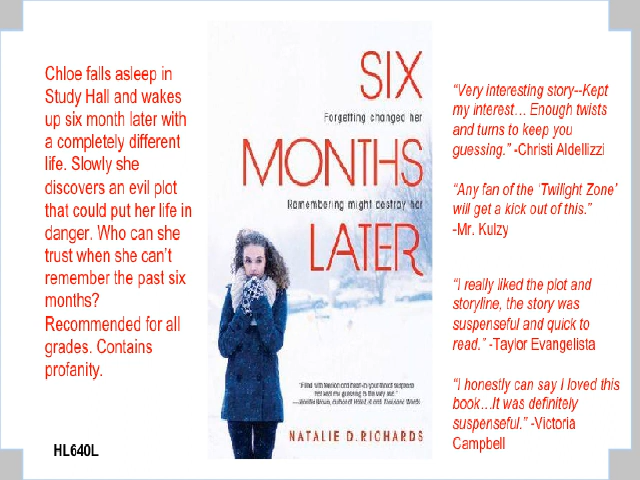 Chloe falls asleep in
Study Hall and wakes
up six month later with
a completely different
life. Slowly she
discovers an evil plot
that could put her life in
danger. Who can she
trust when she can't
remember the past six
months?
Recommended for all
grades. Contains
profanity.
HL640L
SIX
Forgetting changed her
MONTHS
Remembering might destroy her
LATER
NATALIE D. RICHARDS
“Very interesting story--Kept
my interest… Enough twists
and turns to keep you
guessing.” -Christi Aldellizzi
“Any fan of the ‘Twilight Zone’
will get a kick out of this.”
-Mr. Kulzy
“I really liked the plot and
storyline, the story was
suspenseful and quick to
read.” -Taylor Evangelista
“I honestly can say I loved this
book…It was definitely
suspenseful.” -Victoria
Campbell